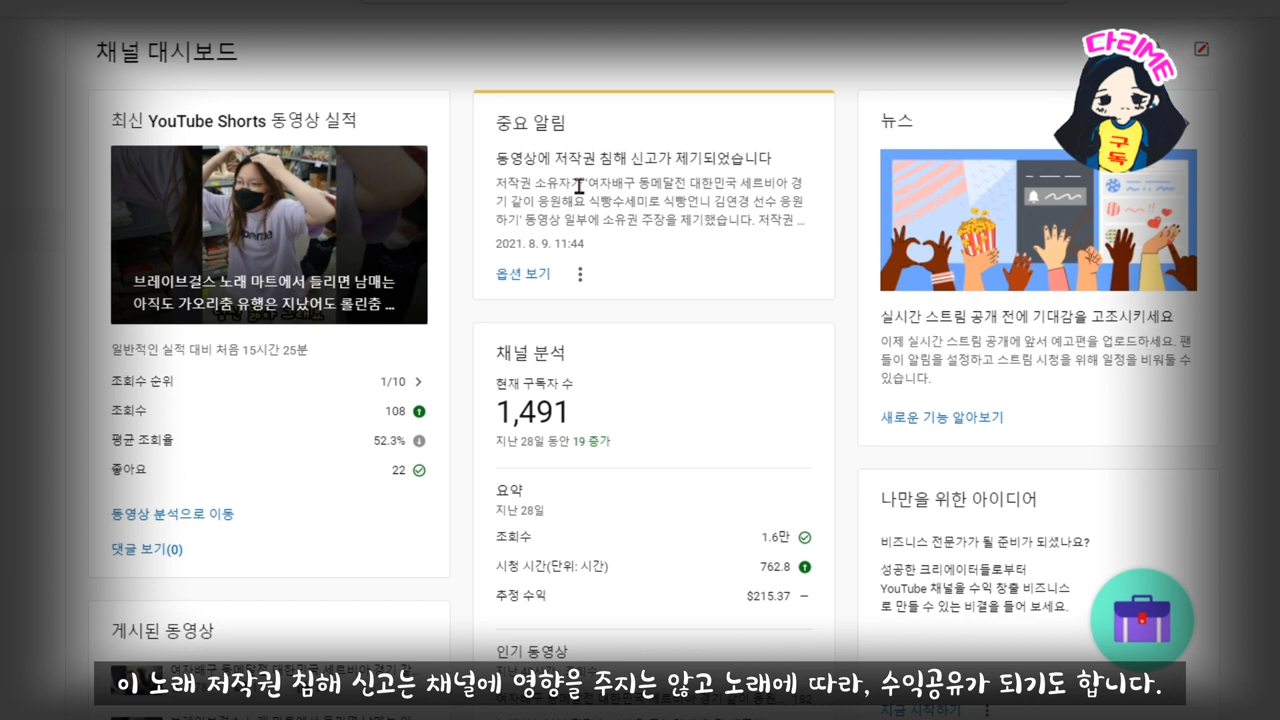 채널 대시보드
다리ME
구독
최신 YouTube Shorts 동영상 실적
브레이브걸스 노래 마트에서 들리면 남매는
아직도 가오리춤 유행은 지났어도 롤린춤 ...
일반적인 실적 대비 처음 15시간 25분
조회수 순위 1/10
조회수 108
평균 조회율 52.3%
좋아요 22
동영상 분석으로 이동
댓글 보기(0)
게시된 동영상
중요 알림
동영상에 저작권 침해 신고가 제기되었습니다
저작권 소유자가 '여자배구 동메달전 대한민국 세르비아 경
기 같이 응원해요 식빵수세미로 식빵언니 김연경 선수 응원
하기' 동영상 일부에 소유권 주장을 제기했습니다. 저작권 ...
2021. 8. 9. 11:44
옵션 보기
채널 분석
현재 구독자 수
1,491
지난 28일 동안 19 증가
요약
지난 28일
조회수 1.6만
시청 시간(단위: 시간) 762.8
추정 수익 $215.37 –
인기 동영상
뉴스
실시간 스트림 공개 전에 기대감을 고조시키세요
이제 실시간 스트림 공개에 앞서 예고편을 업로드하세요. 팬
들이 알림을 설정하고 스트림 시청을 위해 일정을 비워둘 수
있습니다.
새로운 기능 알아보기
나만을 위한 아이디어
비즈니스 전문가가 될 준비가 되셨나요?
성공한 크리에이터들로부터
YouTube 채널을 수익 창출 비즈니스
로 만들 수 있는 비결을 들어 보세요.
지금 시작하기
이 노래 저작권 침해 신고는 채널에 영향을 주지는 않고 노래에 따라, 수익공유가 되기도 합니다.